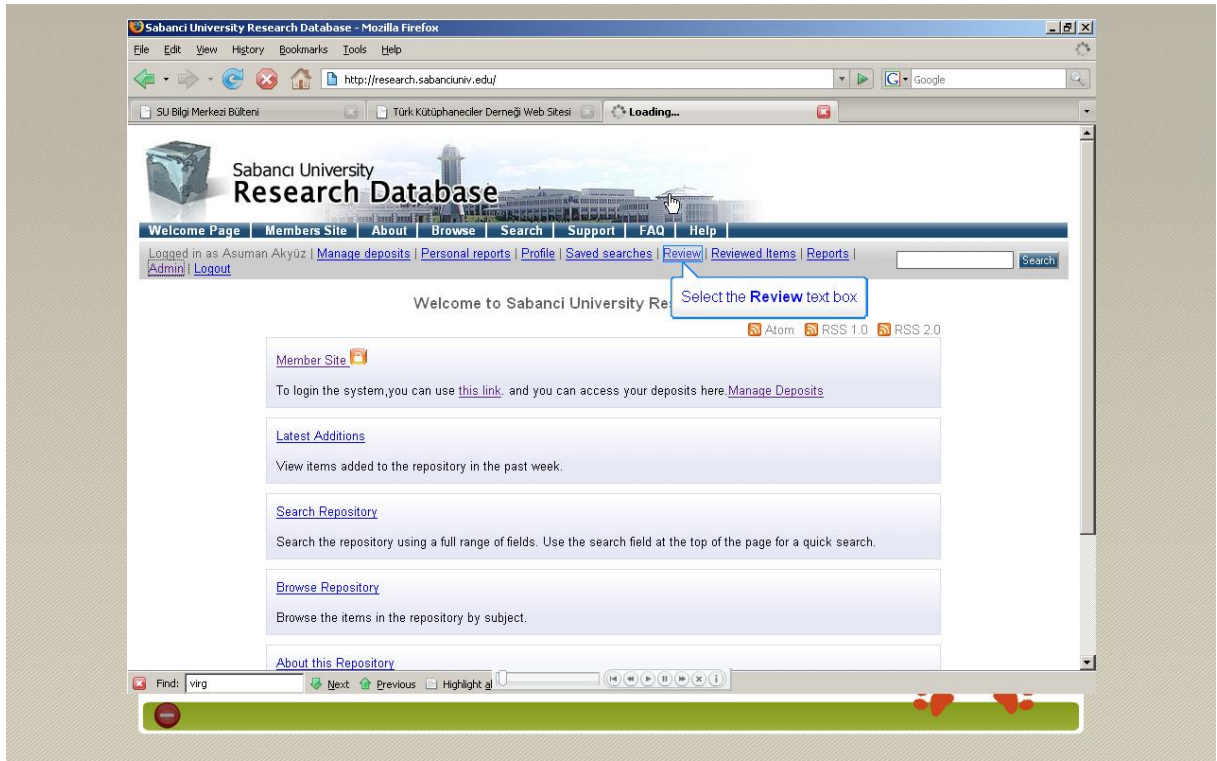 Sabanci University Research Database - Mozilla Firefox
File Edit View History Bookmarks Tools Help
http://research.sabanciuniv.edu/ Google
SU Bilgi Merkezi Bülteni Türk Kütüphaneciler Derneği Web Sitesi Loading...
Sabancı University
Research Database
Welcome Page | Members Site | About | Browse | Search | Support | FAQ | Help |
Logged in as Asuman Akyüz | Manage deposits | Personal reports | Profile | Saved searches | Review | Reviewed Items | Reports |
Admin | Logout
Search
Select the Review text box
Welcome to Sabanci University Re
Atom RSS 1.0 RSS 2.0
Member Site
To login the system,you can use this link. and you can access your deposits here.Manage Deposits
Latest Additions
View items added to the repository in the past week.
Search Repository
Search the repository using a full range of fields. Use the search field at the top of the page for a quick search.
Browse Repository
Browse the items in the repository by subject.
About this Repository
Find: virg Next Previous Highlight al